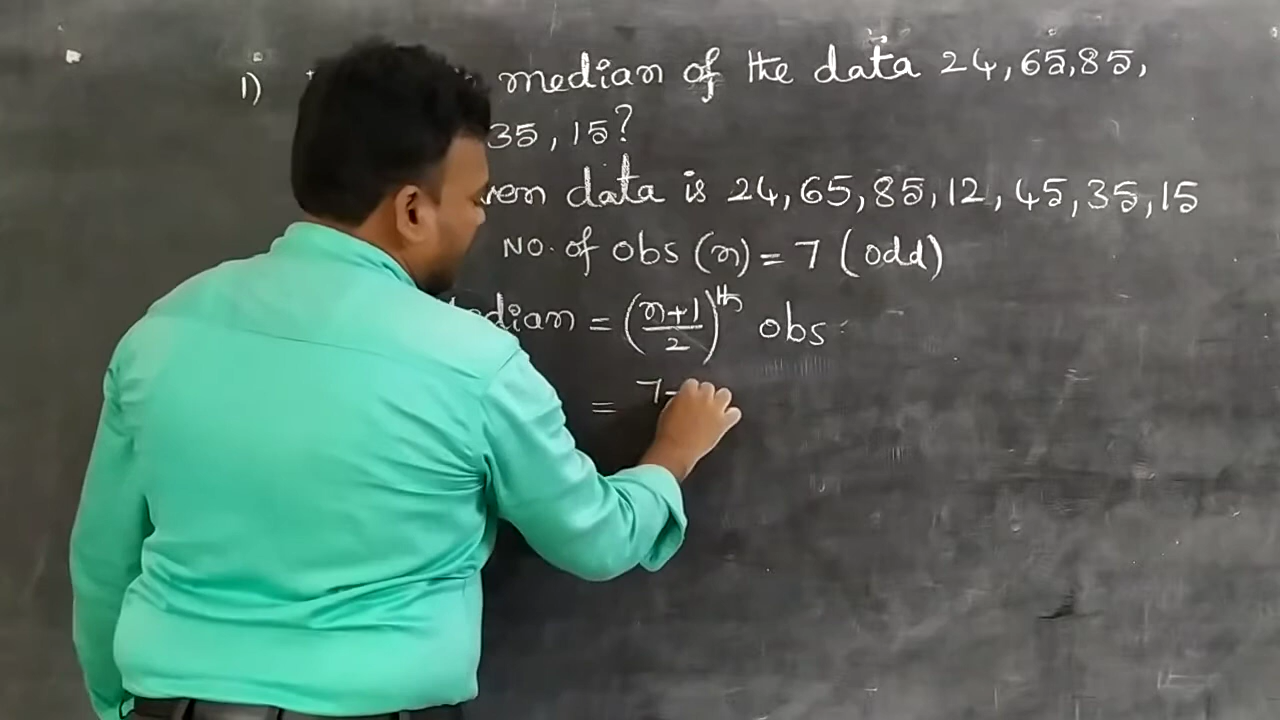 1) median of the data 24, 65, 85,
35, 15?
data is 24, 65, 85, 12, 45, 35, 15
No. of obs (n) = 7 (odd)
= (n+1/2)th obs
= 7